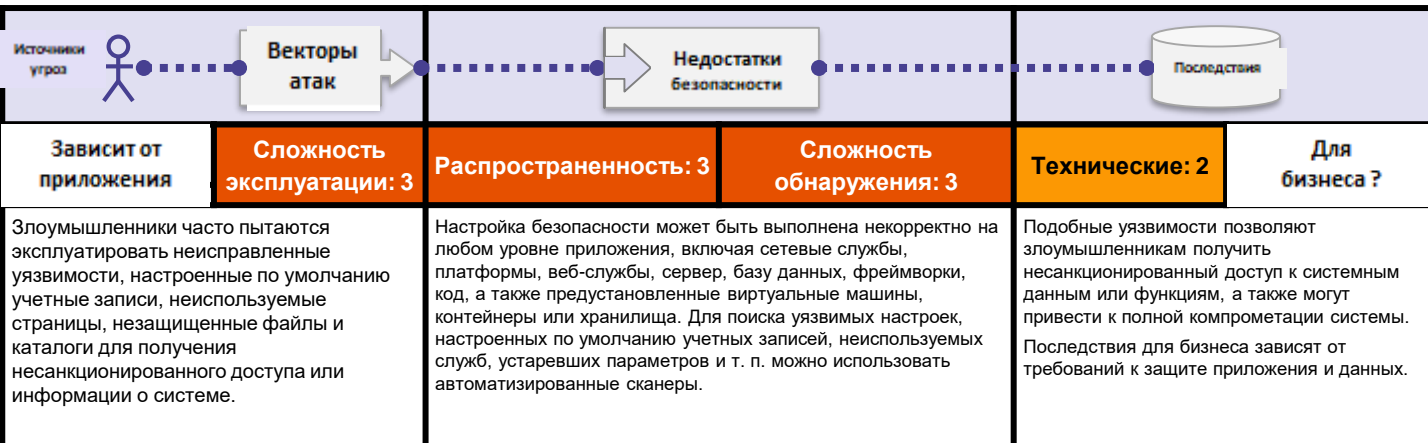 Источники
угроз
Векторы
атак
Недостатки
безопасности
Последствия
Зависит от
приложения
Сложность
эксплуатации: 3
Распространенность: 3
Сложность
обнаружения: 3
Технические: 2
Для
бизнеса ?
Злоумышленники часто пытаются
эксплуатировать неисправленные
уязвимости, настроенные по умолчанию
учетные записи, неиспользуемые
страницы, незащищенные файлы и
каталоги для получения
несанкционированного доступа или
информации о системе.
Настройка безопасности может быть выполнена некорректно на
любом уровне приложения, включая сетевые службы,
платформы, веб-службы, сервер, базу данных, фреймворки,
код, а также предустановленные виртуальные машины,
контейнеры или хранилища. Для поиска уязвимых настроек,
настроенных по умолчанию учетных записей, неиспользуемых
служб, устаревших параметров и т. п. можно использовать
автоматизированные сканеры.
Подобные уязвимости позволяют
злоумышленникам получить
несанкционированный доступ к системным
данным или функциям, а также могут
привести к полной компрометации системы.
Последствия для бизнеса зависят от
требований к защите приложения и данных.